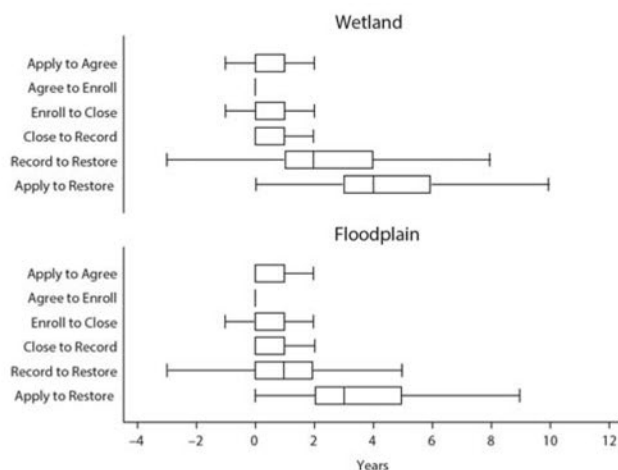 Wetland
Apply to Agree
Agree to Enroll
Enroll to Close
Close to Record
Record to Restore
Apply to Restore
Floodplain
Apply to Agree
Agree to Enroll
Enroll to Close
Close to Record
Record to Restore
Apply to Restore
−4 −2 0 2 4 6 8 10 12
Years